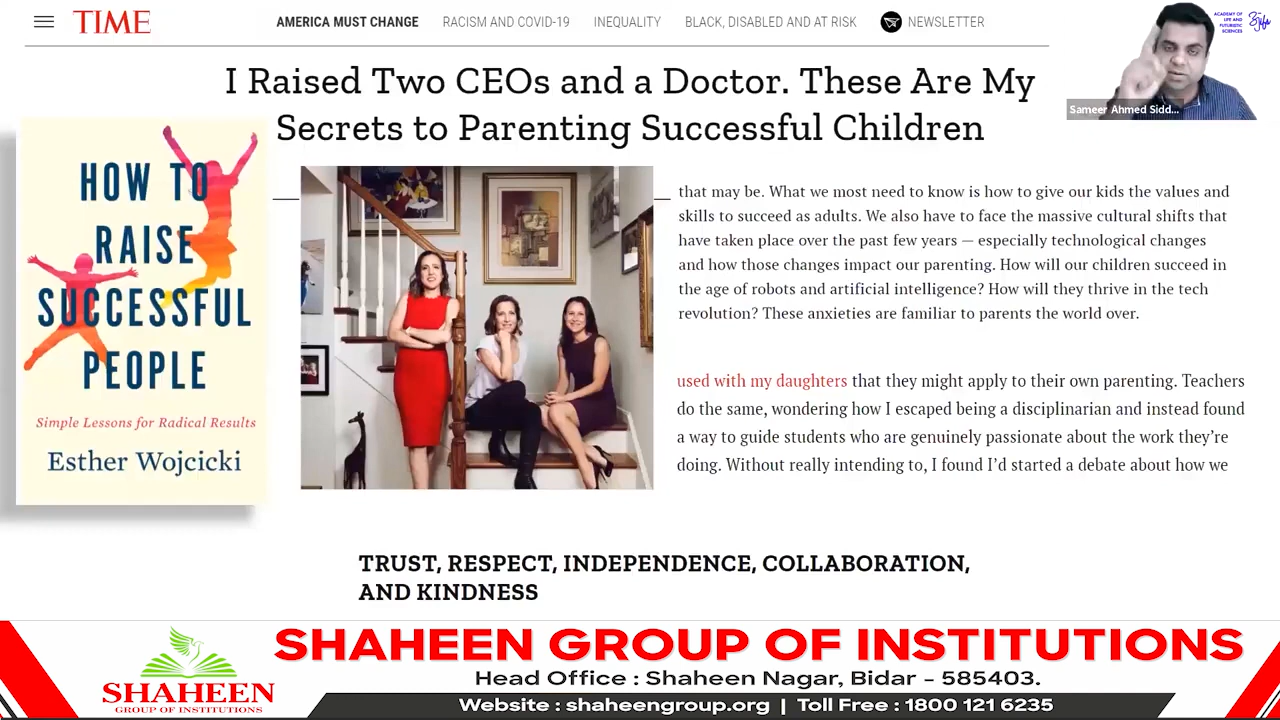 TIME
AMERICA MUST CHANGE
RACISM AND COVID-19
INEQUALITY
BLACK, DISABLED AND AT RISK
NEWSLETTER
ACADEMY OF
LIFE AND
FUTURISTIC
SCIENCES
Sameer Ahmed Sidd...
I Raised Two CEOs and a Doctor. These Are My
Secrets to Parenting Successful Children
HOW TO
RAISE
SUCCESSFUL
PEOPLE
Simple Lessons for Radical Results
Esther Wojcicki
that may be. What we most need to know is how to give our kids the values and
skills to succeed as adults. We also have to face the massive cultural shifts that
have taken place over the past few years — especially technological changes
and how those changes impact our parenting. How will our children succeed in
the age of robots and artificial intelligence? How will they thrive in the tech
revolution? These anxieties are familiar to parents the world over.
used with my daughters that they might apply to their own parenting. Teachers
do the same, wondering how I escaped being a disciplinarian and instead found
a way to guide students who are genuinely passionate about the work they're
doing. Without really intending to, I found I'd started a debate about how we
TRUST, RESPECT, INDEPENDENCE, COLLABORATION,
AND KINDNESS
SHAHEEN
GROUP OF INSTITUTIONS
SHAHEEN GROUP OF INSTITUTIONS
Head Office : Shaheen Nagar, Bidar - 585403.
Website : shaheengroup.org | Toll Free : 1800 121 6235